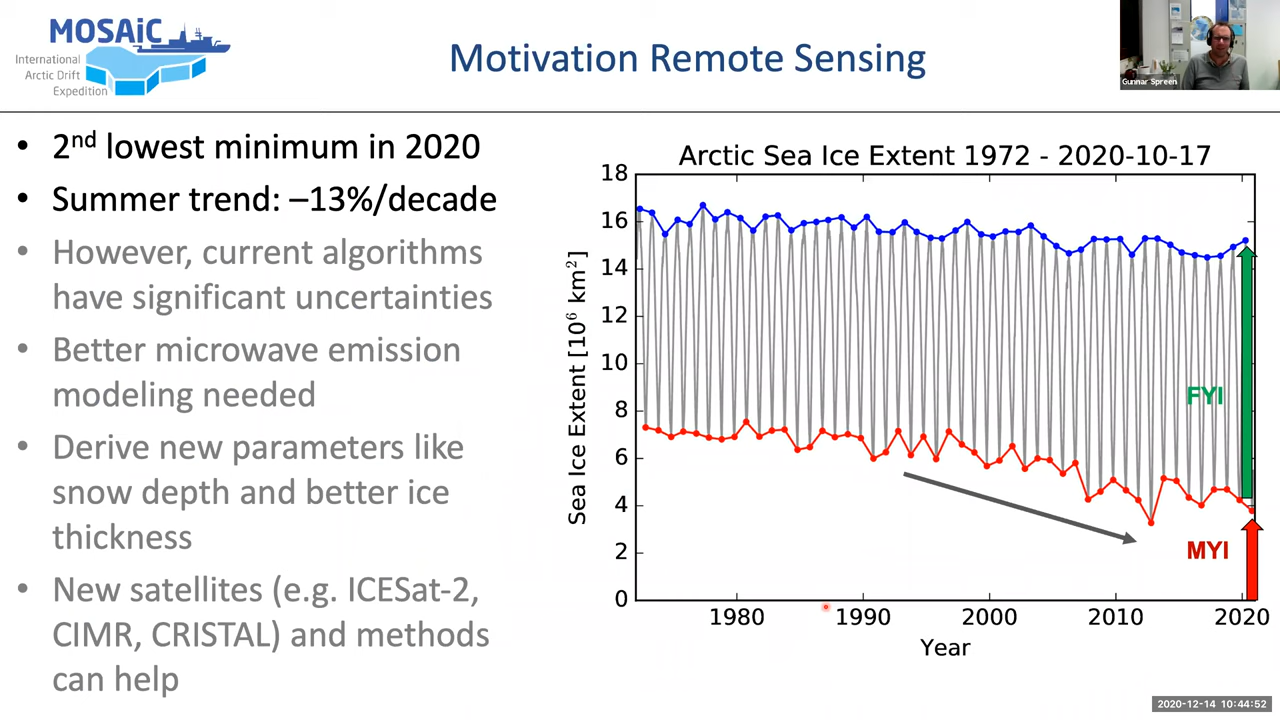 MOSAiC
International
Arctic Drift
Expedition
Motivation Remote Sensing
Gunnar Spreen
• 2nd lowest minimum in 2020
• Summer trend: –13%/decade
• However, current algorithms
have significant uncertainties
• Better microwave emission
modeling needed
• Derive new parameters like
snow depth and better ice
thickness
• New satellites (e.g. ICESat-2,
CIMR, CRISTAL) and methods
can help
Arctic Sea Ice Extent 1972 - 2020-10-17
Sea Ice Extent [10⁶ km²]
18
16
14
12
10
8
6
4
2
0
FYI
MYI
1980 1990 2000 2010 2020
Year
2020-12-14 10:44:52